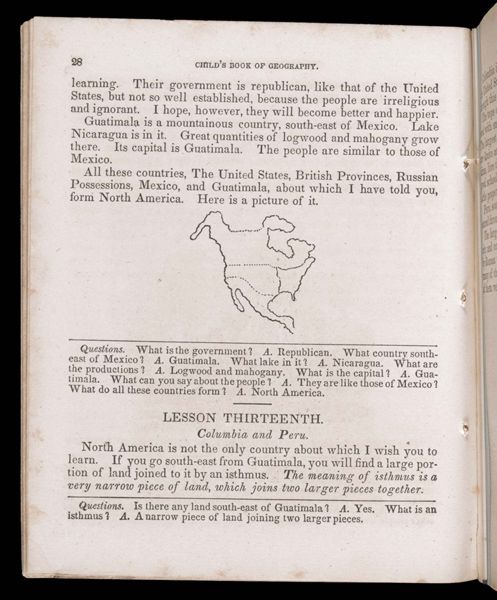 28
CHILD'S BOOK OF GEOGRAPHY.
learning. Their government is republican, like that of the United
States, but not so well established, because the people are irreligious
and ignorant. I hope, however, they will become better and happier.
Guatimala is a mountainous country, south-east of Mexico. Lake
Nicaragua is in it. Great quantities of logwood and mahogany grow
there. Its capital is Guatimala. The people are similar to those of
Mexico.
All these countries, The United States, British Provinces, Russian
Possessions, Mexico, and Guatimala, about which I have told you,
form North America. Here is a picture of it.
Questions. What is the government? A. Republican. What country south-
east of Mexico? A. Guatimala. What lake in it? A. Nicaragua. What are
the productions? A. Logwood and mahogany. What is the capital? A. Gua-
timala. What can you say about the people? A. They are like those of Mexico?
What do all these countries form? A. North America.
LESSON THIRTEENTH.
Columbia and Peru.
North America is not the only country about which I wish you to
learn. If you go south-east from Guatimala, you will find a large por-
tion of land joined to it by an isthmus. The meaning of isthmus is a
very narrow piece of land, which joins two larger pieces together.
Questions. Is there any land south-east of Guatimala? A. Yes. What is an
isthmus? A. A narrow piece of land joining two larger pieces.